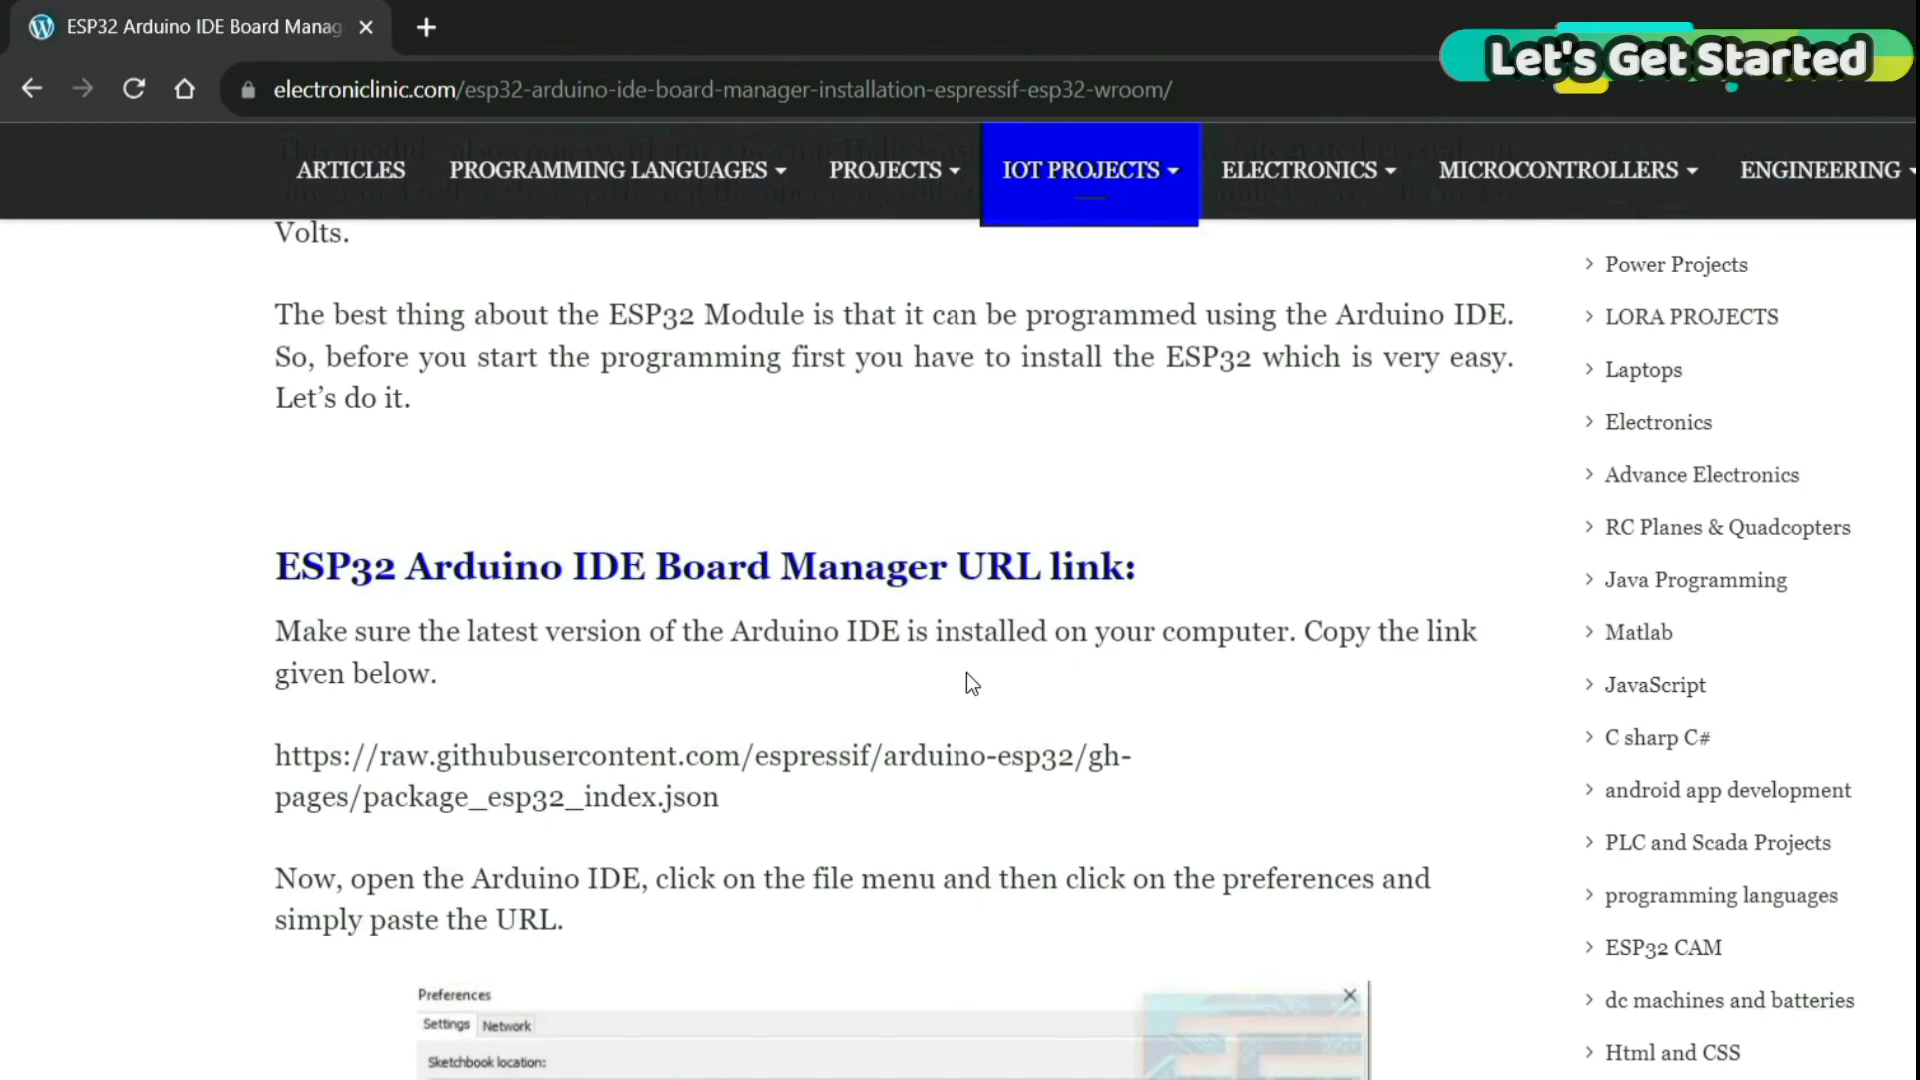 ESP32 Arduino IDE Board Manag
Let's Get Started
electroniclinic.com/esp32-arduino-ide-board-manager-installation-espressif-esp32-wroom/
ARTICLES PROGRAMMING LANGUAGES PROJECTS IOT PROJECTS ELECTRONICS MICROCONTROLLERS ENGINEERING
Volts.
The best thing about the ESP32 Module is that it can be programmed using the Arduino IDE.
So, before you start the programming first you have to install the ESP32 which is very easy.
Let's do it.
ESP32 Arduino IDE Board Manager URL link:
Make sure the latest version of the Arduino IDE is installed on your computer. Copy the link
given below.
https://raw.githubusercontent.com/espressif/arduino-esp32/gh-
pages/package_esp32_index.json
Now, open the Arduino IDE, click on the file menu and then click on the preferences and
simply paste the URL.
Preferences
Settings Network
Sketchbook location:
Power Projects
LORA PROJECTS
Laptops
Electronics
Advance Electronics
RC Planes & Quadcopters
Java Programming
Matlab
JavaScript
C sharp C#
android app development
PLC and Scada Projects
programming languages
ESP32 CAM
dc machines and batteries
Html and CSS